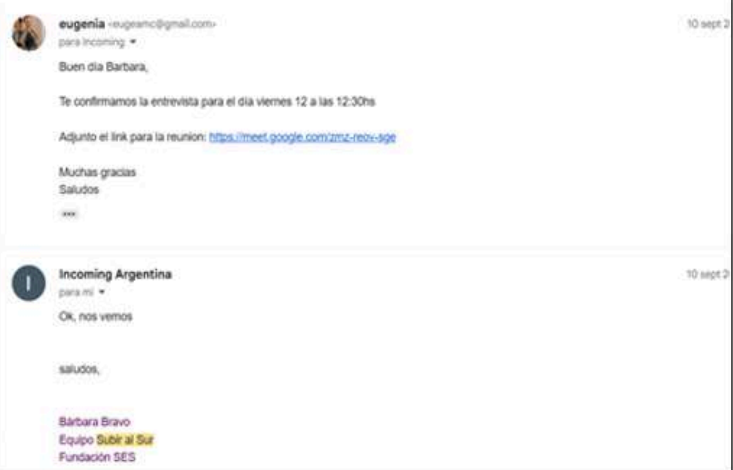 eugenia <eugeamc@gmail.com>
10 sept 2
para Incoming
Buen día Barbara,
Te confirmamos la entrevista para el día viernes 12 a las 12:30hs
Adjunto el link para la reunion: https://meet.google.com/zmz-reov-sge
Muchas gracias
Saludos
Incoming Argentina
10 sept 2
para mí
Ok, nos vemos
saludos,
Bárbara Bravo
Equipo Subir al Sur
Fundación SES